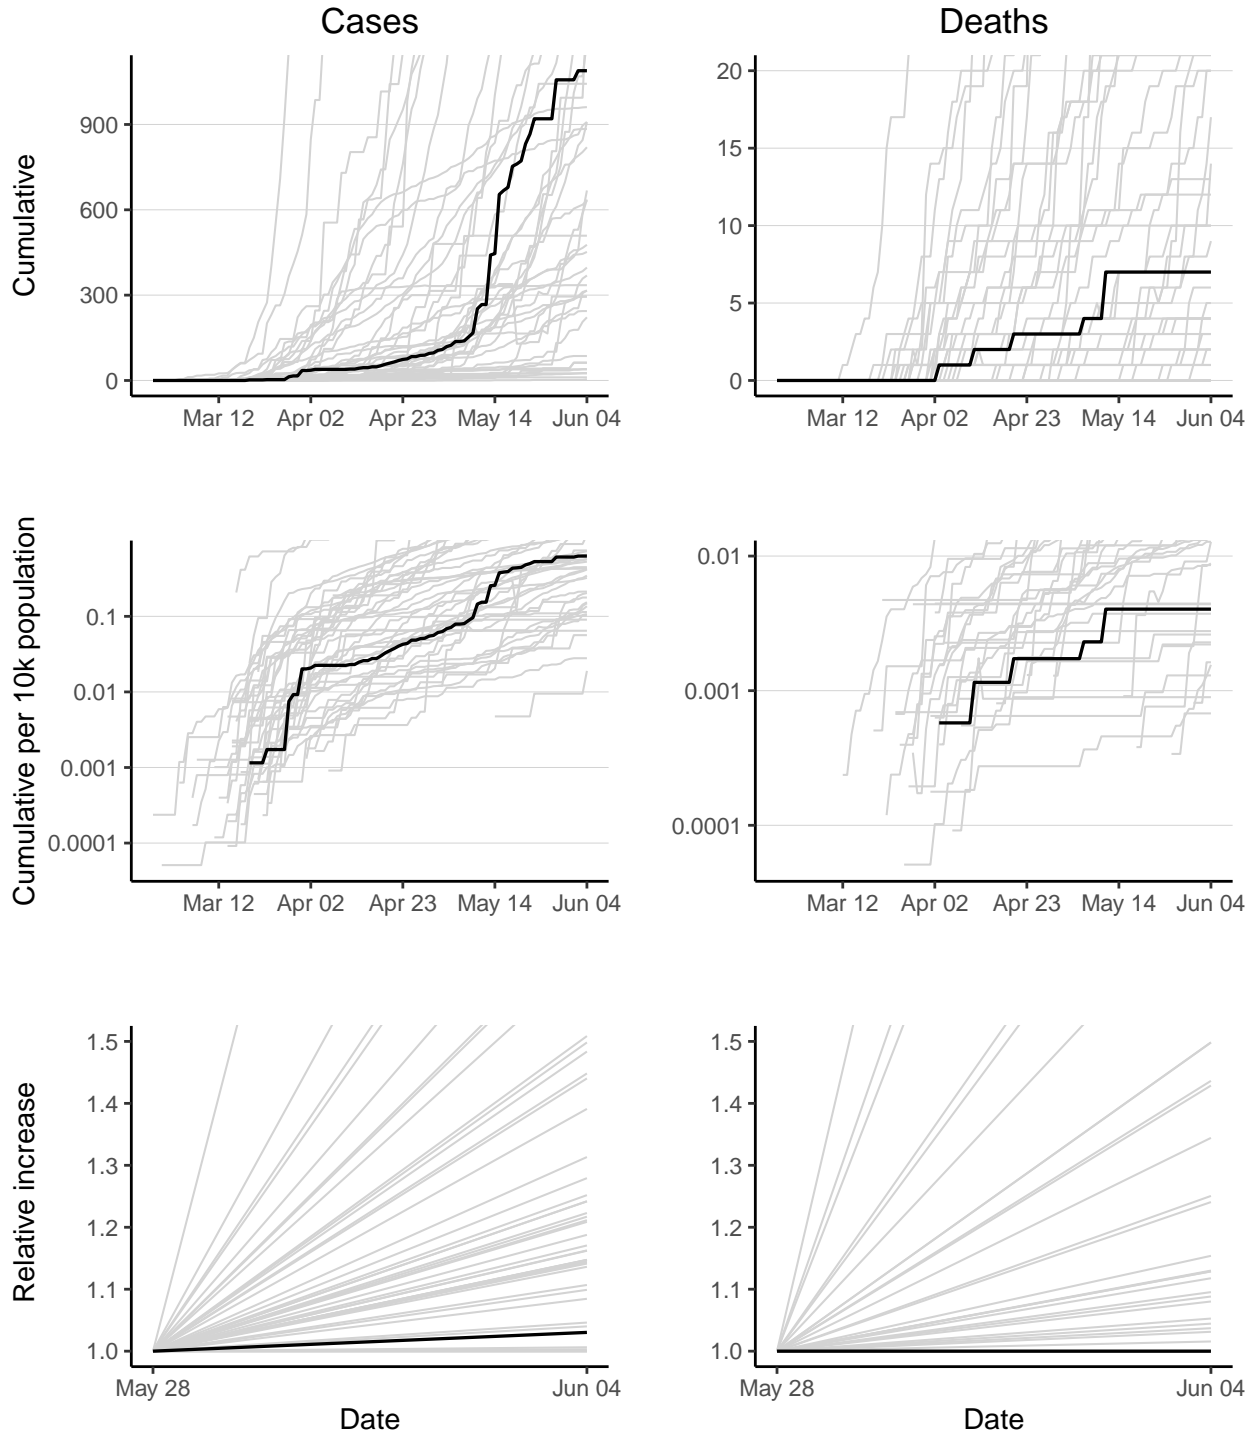 Cases
Deaths
Cumulative
900
600
300
0
Mar 12 Apr 02 Apr 23 May 14 Jun 04
20
15
10
5
0
Mar 12 Apr 02 Apr 23 May 14 Jun 04
Cumulative per 10k population
0.1
0.01
0.001
0.0001
Mar 12 Apr 02 Apr 23 May 14 Jun 04
0.01
0.001
0.0001
Mar 12 Apr 02 Apr 23 May 14 Jun 04
Relative increase
1.5
1.4
1.3
1.2
1.1
1.0
May 28 Jun 04
Date
1.5
1.4
1.3
1.2
1.1
1.0
May 28 Jun 04
Date